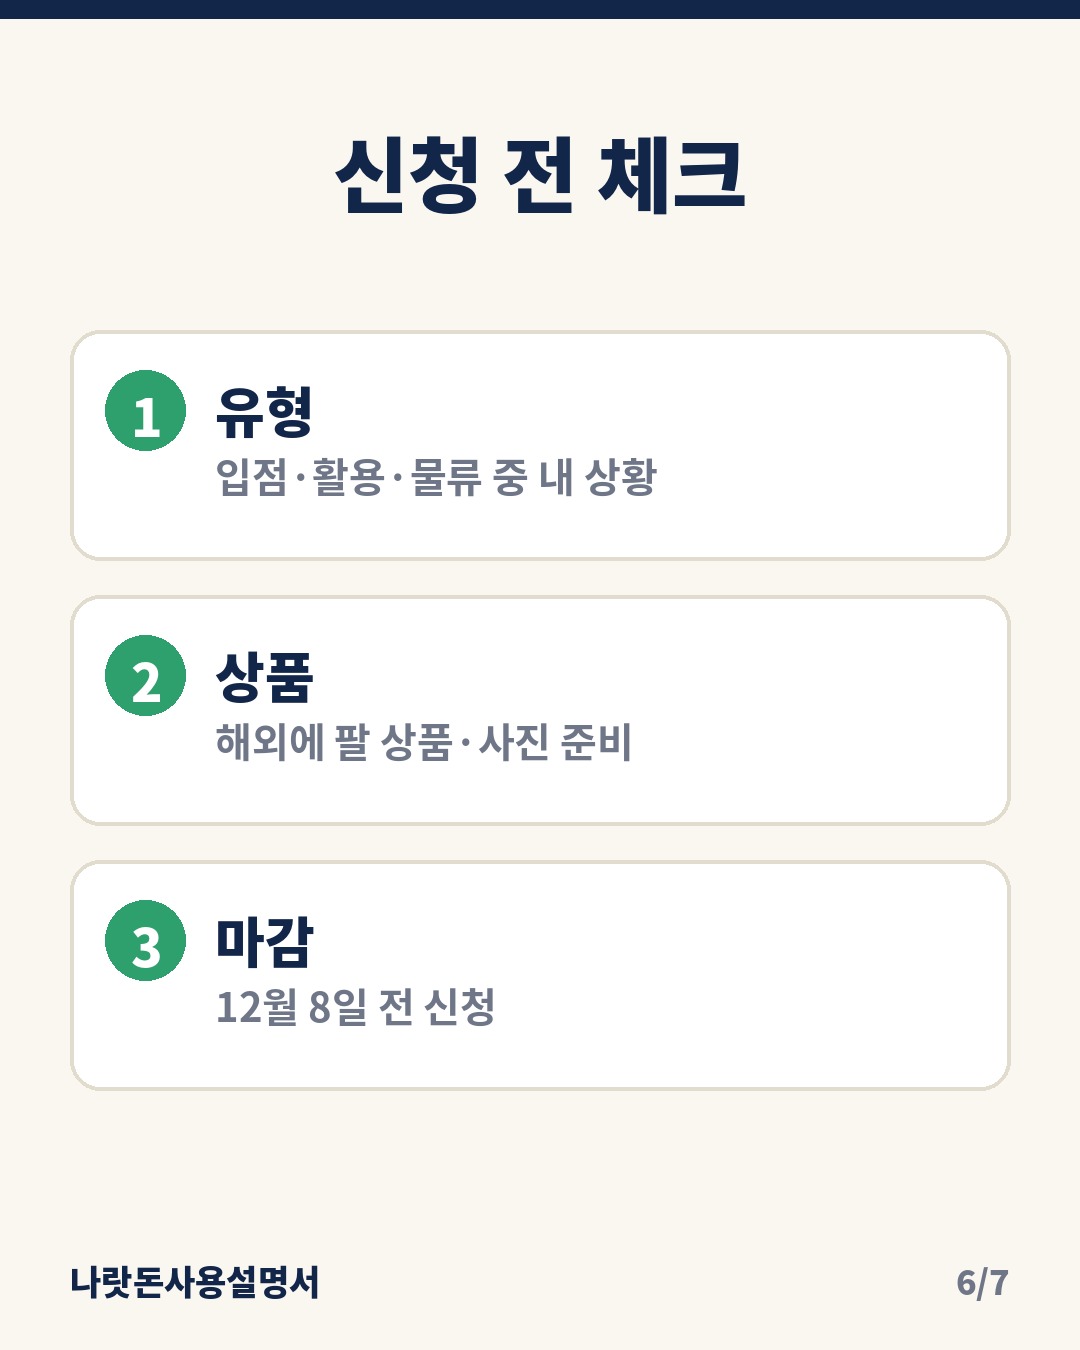 신청 전 체크
1 유형
입점·활용·물류 중 내 상황
2 상품
해외에 팔 상품·사진 준비
3 마감
12월 8일 전 신청
나랏돈사용설명서 6/7